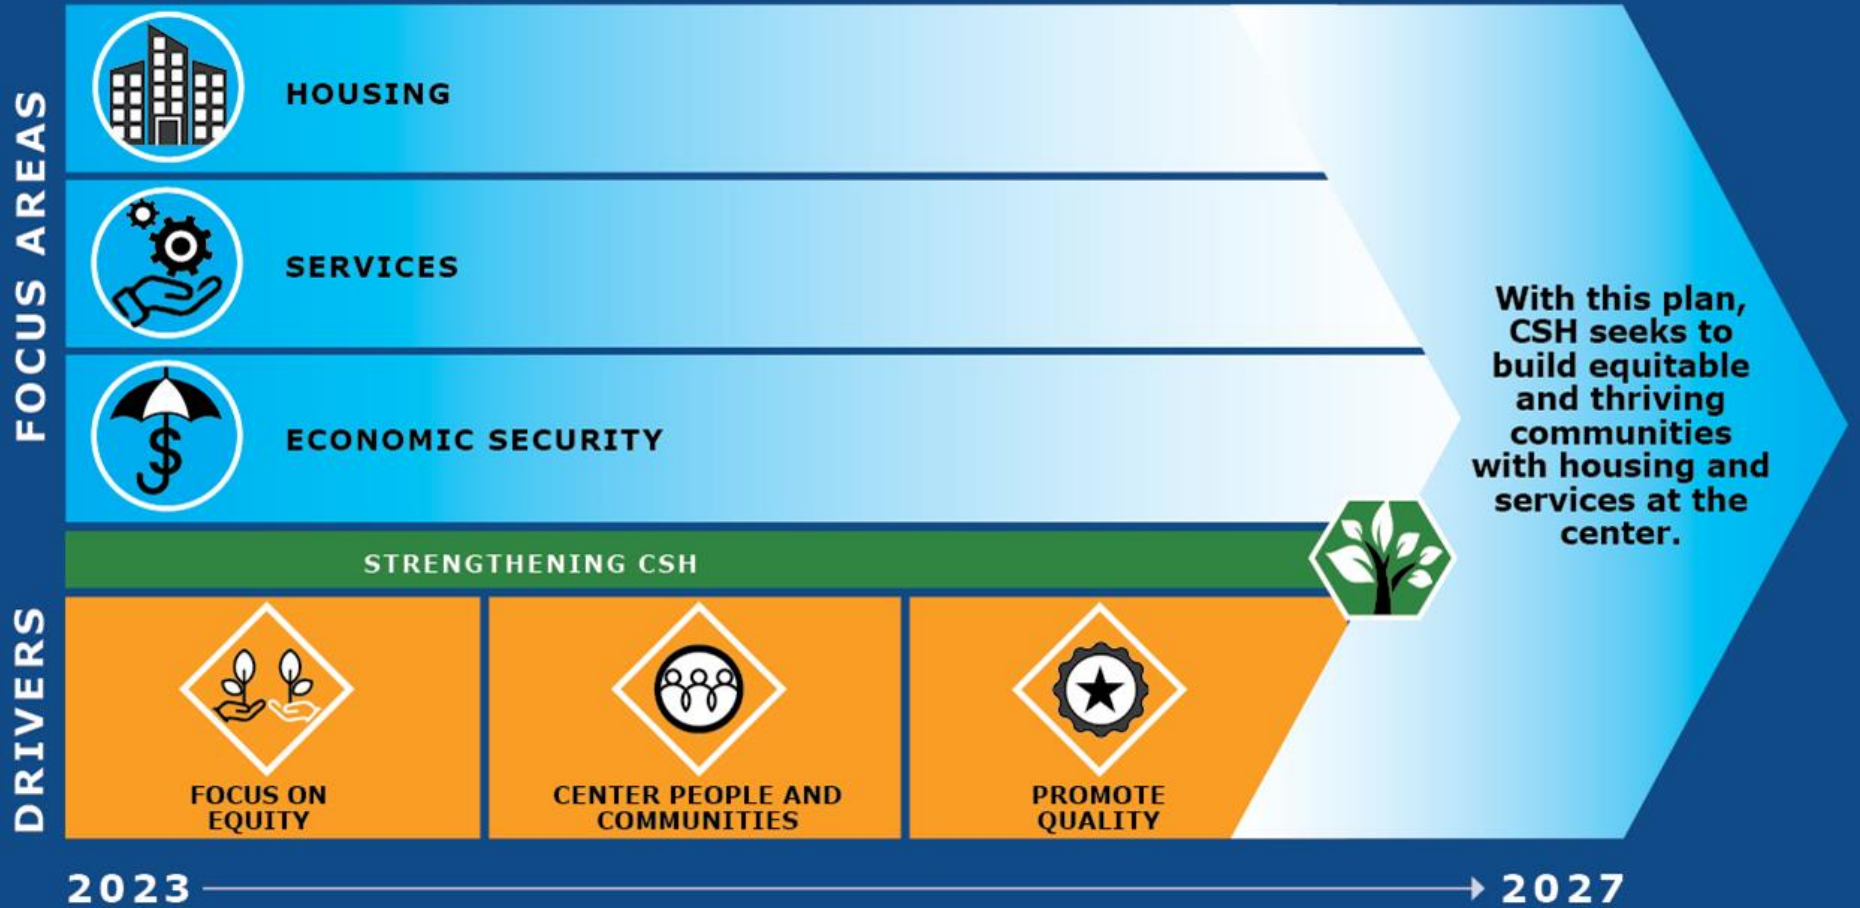 FOCUS AREAS
HOUSING
SERVICES
ECONOMIC SECURITY
STRENGTHENING CSH
DRIVERS
FOCUS ON
EQUITY
CENTER PEOPLE AND
COMMUNITIES
PROMOTE
QUALITY
With this plan,
CSH seeks to
build equitable
and thriving
communities
with housing and
services at the
center.
2023
2027